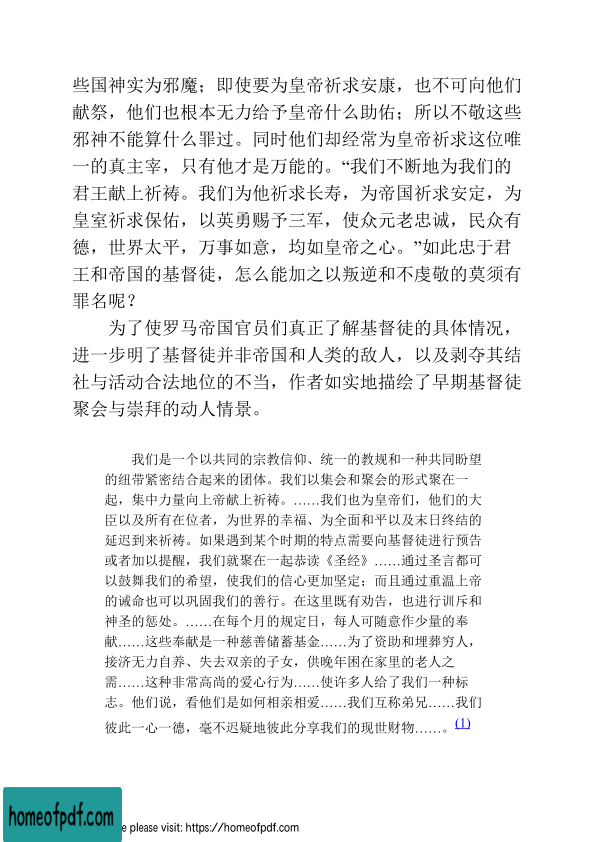 些国神实为邪魔；即使要为皇帝祈求安康，也不可向他们
献祭，他们也根本无力给予皇帝什么助佑；所以不敬这些
邪神不能算什么罪过。同时他们却经常为皇帝祈求这位唯
一的真主宰，只有他才是万能的。“我们不断地为我们的
君王献上祈祷。我们为他祈求长寿，为帝国祈求安定，为
皇室祈求保佑，以英勇赐予三军，使众元老忠诚，民众有
德，世界太平，万事如意，均如皇帝之心。”如此忠于君
王和帝国的基督徒，怎么能加之以叛逆和不虔敬的莫须有
罪名呢？
为了使罗马帝国官员们真正了解基督徒的具体情况，
进一步明了基督徒并非帝国和人类的敌人，以及剥夺其结
社与活动合法地位的不当，作者如实地描绘了早期基督徒
聚会与崇拜的动人情景。
我们是一个以共同的宗教信仰、统一的教规和一种共同盼望
的纽带紧密结合起来的团体。我们以集会和聚会的形式聚在一
起，集中力量向上帝献上祈祷。……我们也为皇帝们，他们的大
臣以及所有在位者，为世界的幸福、为全面和平以及末日终结的
延迟到来祈祷。如果遇到某个时期的特点需要向基督徒进行预告
或者加以提醒，我们就聚在一起恭读《圣经》……通过圣言都可
以鼓舞我们的希望，使我们的信心更加坚定；而且通过重温上帝
的诫命也可以巩固我们的善行。在这里既有劝告，也进行训斥和
神圣的惩处。……在每个月的规定日，每人可随意作少量的奉
献……这些奉献是一种慈善储蓄基金……为了资助和埋葬穷人，
接济无力自养、失去双亲的子女，供晚年困在家里的老人之
需……这种非常高尚的爱心行为……使许多人给了我们一种标
志。他们说，看他们是如何相亲相爱……我们互称弟兄……我们
彼此一心一德，毫不迟疑地彼此分享我们的现世财物……。(1)
homeofpdf.com
e please visit: https://homeofpdf.com